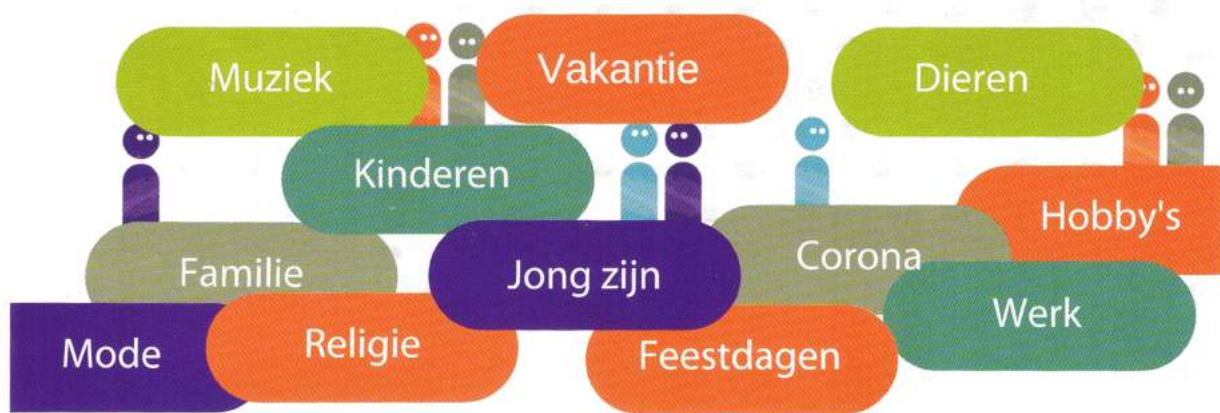 Muziek
Vakantie
Dieren
Kinderen
Hobby's
Familie
Jong zijn
Corona
Mode
Religie
Feestdagen
Werk